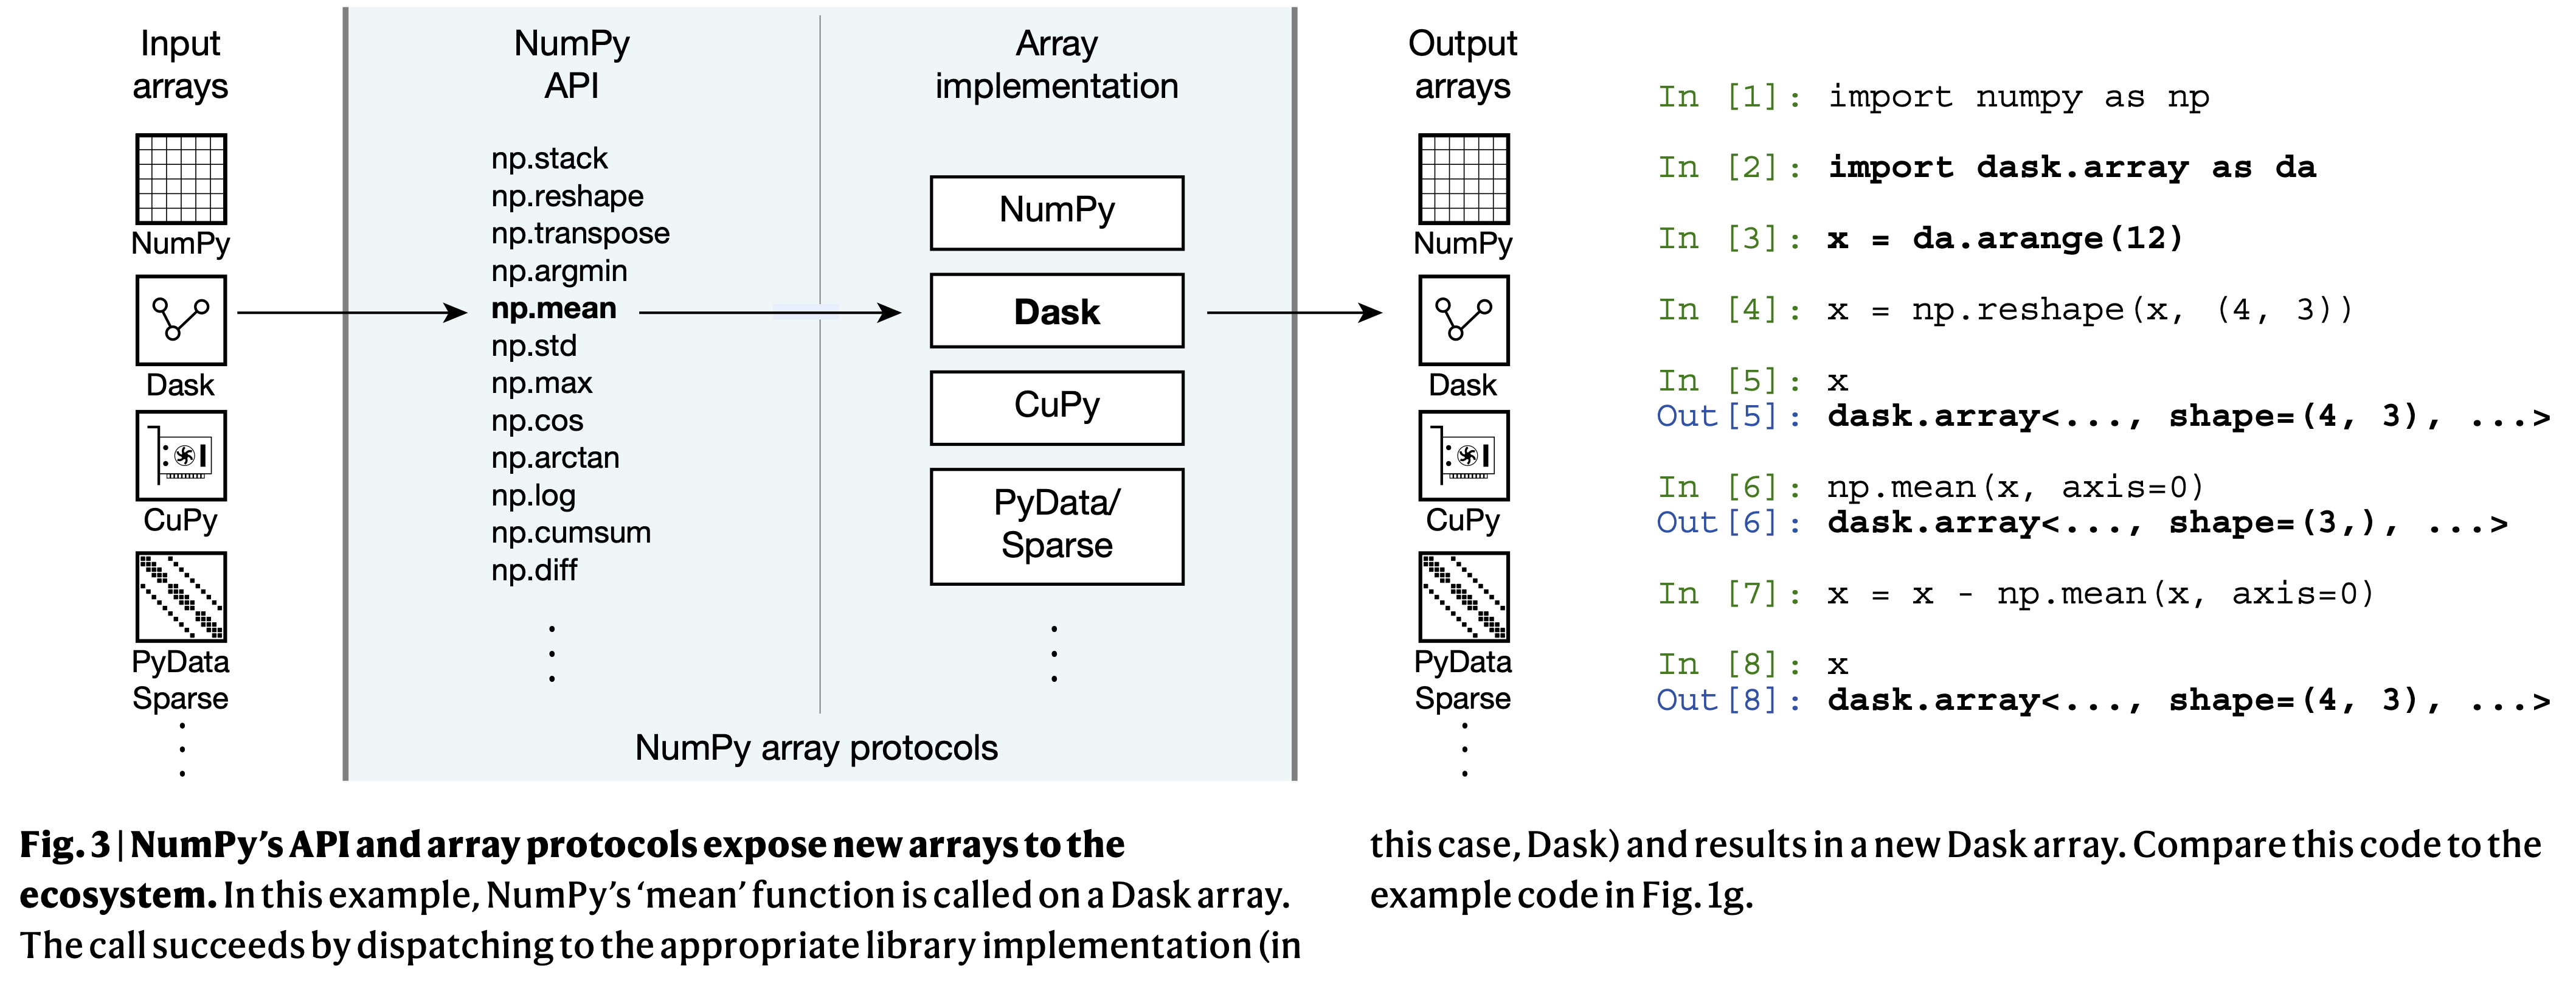 Input
arrays
NumPy
Dask
CuPy
PyData
Sparse
NumPy
API
np.stack
np.reshape
np.transpose
np.argmin
np.mean
np.std
np.max
np.cos
np.arctan
np.log
np.cumsum
np.diff
Array
implementation
NumPy
Dask
CuPy
PyData/
Sparse
NumPy array protocols
Output
arrays
NumPy
Dask
CuPy
PyData
Sparse
In [1]: import numpy as np
In [2]: import dask.array as da
In [3]: x = da.arange(12)
In [4]: x = np.reshape(x, (4, 3))
In [5]: x
Out[5]: dask.array<..., shape=(4, 3), ...>
In [6]: np.mean(x, axis=0)
Out[6]: dask.array<..., shape=(3,), ...>
In [7]: x = x - np.mean(x, axis=0)
In [8]: x
Out[8]: dask.array<..., shape=(4, 3), ...>
Fig. 3 | NumPy’s API and array protocols expose new arrays to the
ecosystem. In this example, NumPy’s ‘mean’ function is called on a Dask array.
The call succeeds by dispatching to the appropriate library implementation (in
this case, Dask) and results in a new Dask array. Compare this code to the
example code in Fig. 1g.